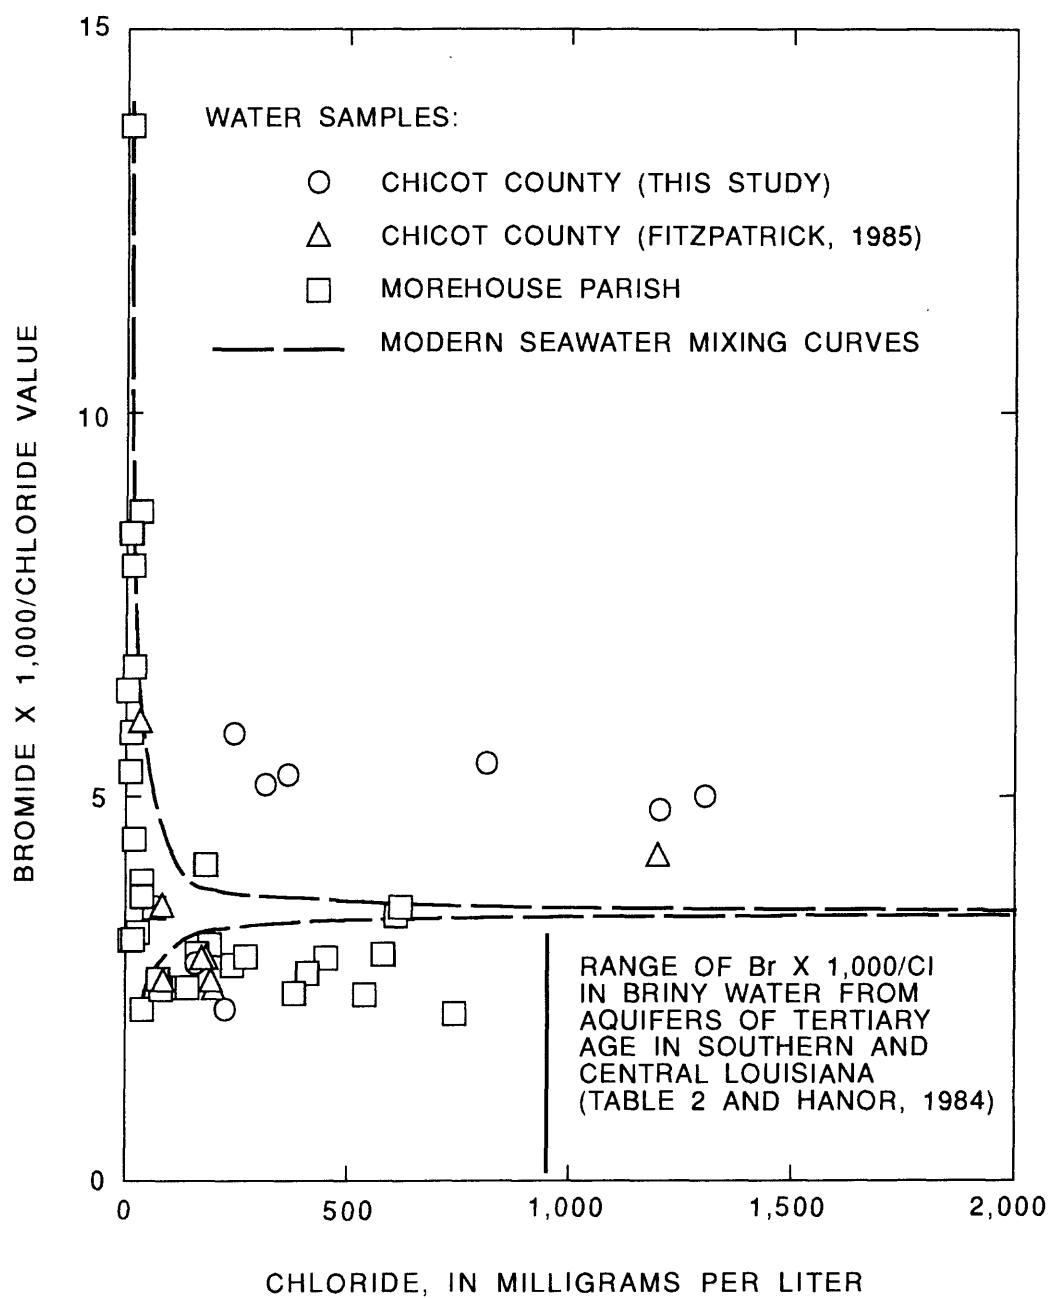 15
WATER SAMPLES:
CHICOT COUNTY (THIS STUDY)
CHICOT COUNTY (FITZPATRICK, 1985)
MOREHOUSE PARISH
MODERN SEAWATER MIXING CURVES
BROMIDE X 1,000/CHLORIDE VALUE
10
5
RANGE OF Br X 1,000/Cl
IN BRINY WATER FROM
AQUIFERS OF TERTIARY
AGE IN SOUTHERN AND
CENTRAL LOUISIANA
(TABLE 2 AND HANOR, 1984)
0
0 500 1,000 1,500 2,000
CHLORIDE, IN MILLIGRAMS PER LITER